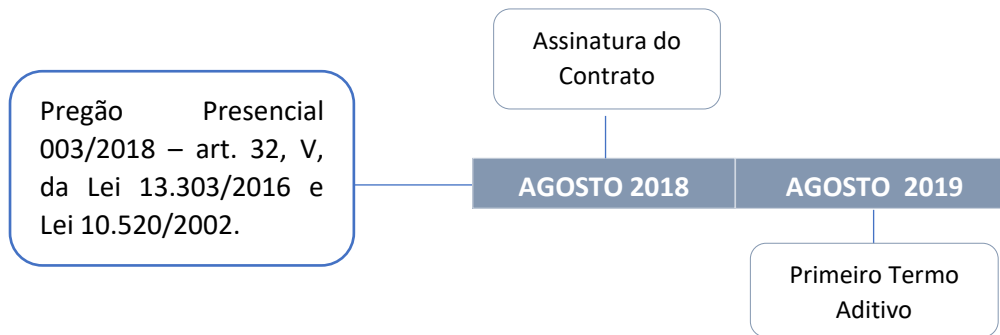 Assinatura do
Contrato
Pregão Presencial
003/2018 – art. 32, V,
da Lei 13.303/2016 e
Lei 10.520/2002.
AGOSTO 2018
AGOSTO 2019
Primeiro Termo
Aditivo